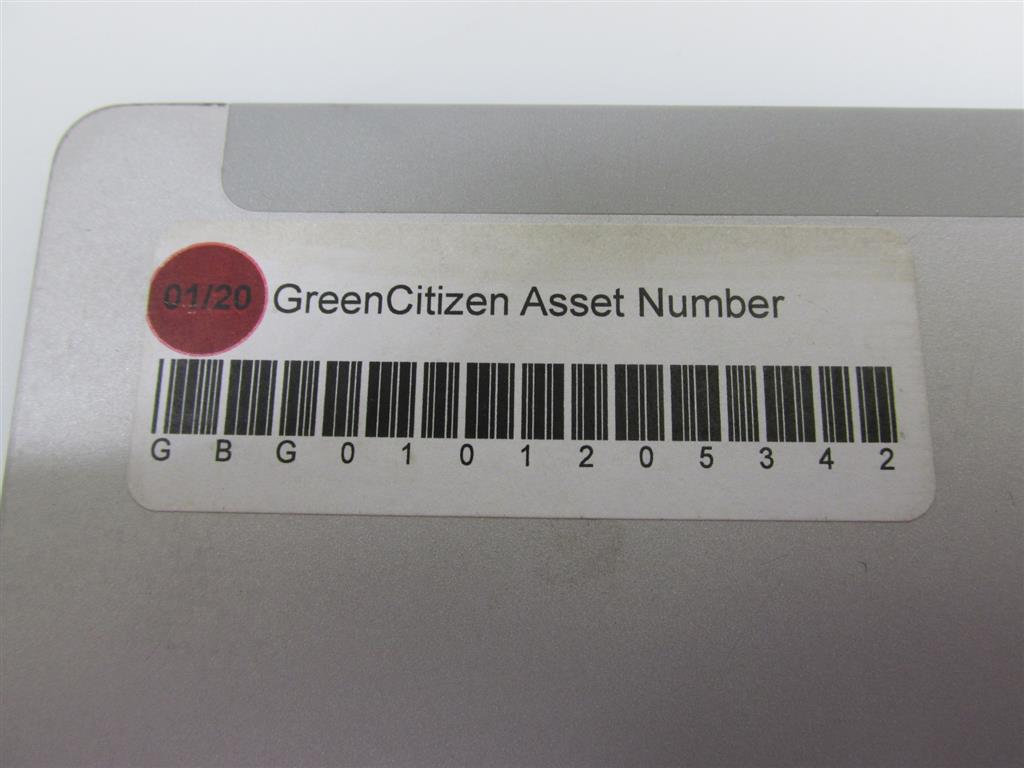 01/20 GreenCitizen Asset Number
G B G 0 1 0 1 2 0 5 3 4 2